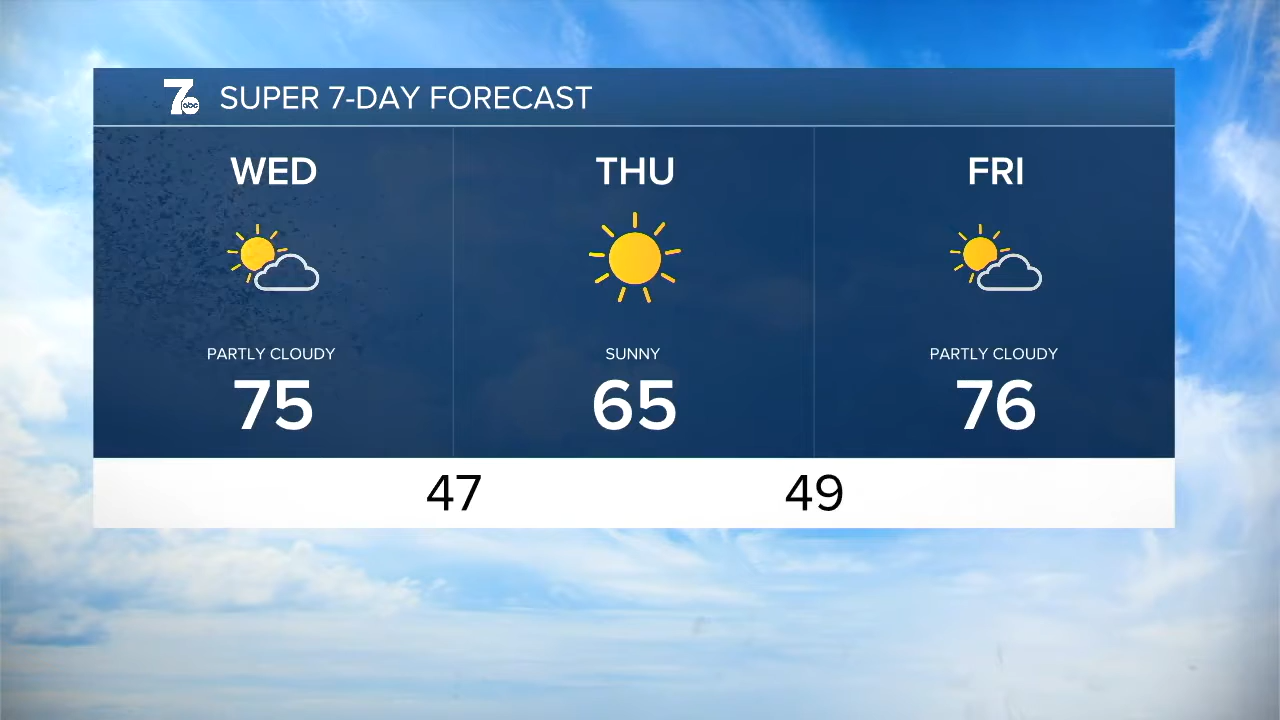 7 abc SUPER 7-DAY FORECAST
WED THU FRI
PARTLY CLOUDY SUNNY PARTLY CLOUDY
75 65 76
47 49